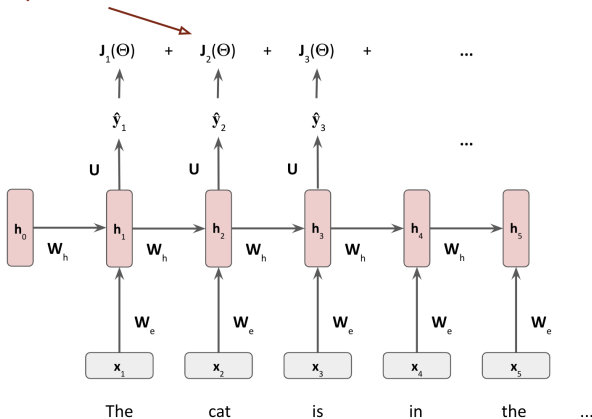 J₁(Θ) + J₂(Θ) + J₃(Θ) + ...
ŷ₁ ŷ₂ ŷ₃ ...
U U U
h₀ h₁ h₂ h₃ h₄ h₅
Wₕ Wₕ Wₕ Wₕ Wₕ
Wₑ Wₑ Wₑ Wₑ Wₑ
x₁ x₂ x₃ x₄ x₅
The cat is in the ...